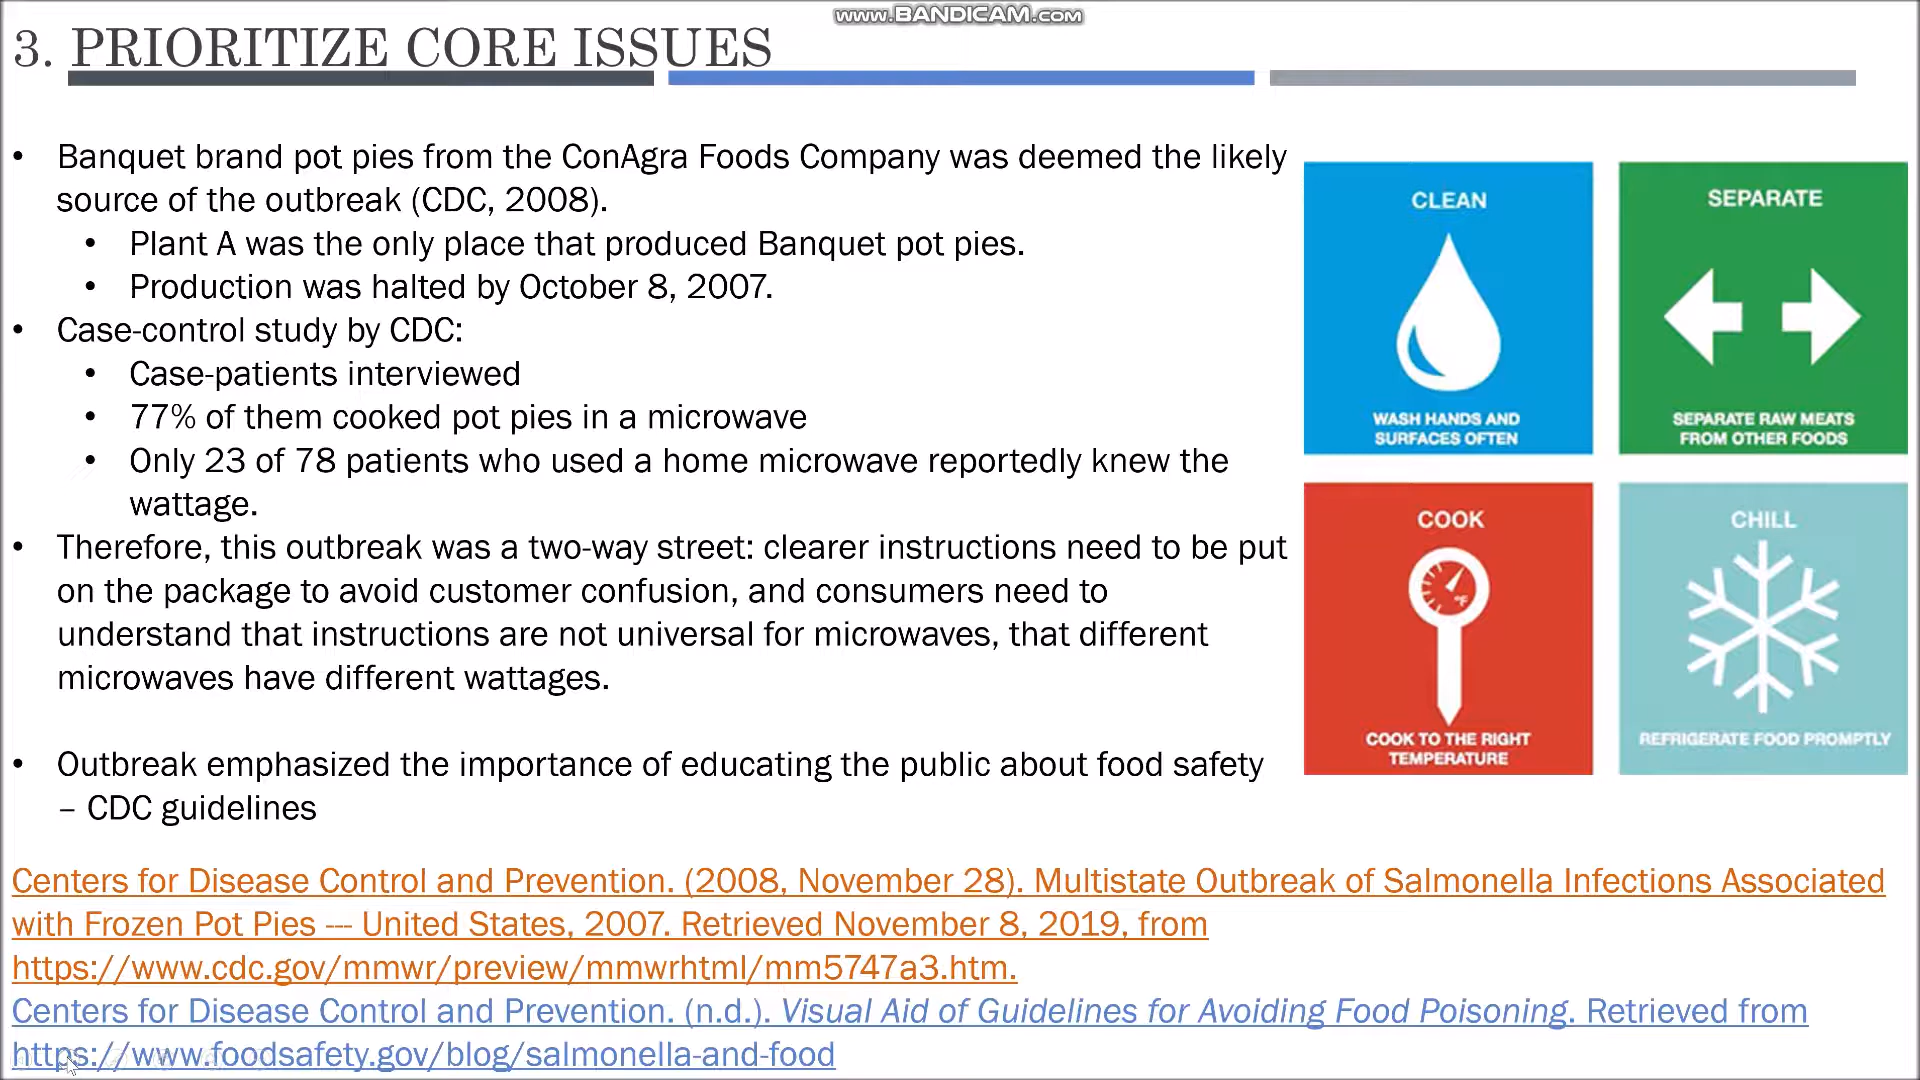 www.BANDICAM.com
3. PRIORITIZE CORE ISSUES
• Banquet brand pot pies from the ConAgra Foods Company was deemed the likely
source of the outbreak (CDC, 2008).
• Plant A was the only place that produced Banquet pot pies.
• Production was halted by October 8, 2007.
• Case-control study by CDC:
• Case-patients interviewed
• 77% of them cooked pot pies in a microwave
• Only 23 of 78 patients who used a home microwave reportedly knew the
wattage.
• Therefore, this outbreak was a two-way street: clearer instructions need to be put
on the package to avoid customer confusion, and consumers need to
understand that instructions are not universal for microwaves, that different
microwaves have different wattages.
• Outbreak emphasized the importance of educating the public about food safety
– CDC guidelines
CLEAN
WASH HANDS AND
SURFACES OFTEN
SEPARATE
SEPARATE RAW MEATS
FROM OTHER FOODS
COOK
°F
COOK TO THE RIGHT
TEMPERATURE
CHILL
REFRIGERATE FOOD PROMPTLY
Centers for Disease Control and Prevention. (2008, November 28). Multistate Outbreak of Salmonella Infections Associated
with Frozen Pot Pies --- United States, 2007. Retrieved November 8, 2019, from
https://www.cdc.gov/mmwr/preview/mmwrhtml/mm5747a3.htm.
Centers for Disease Control and Prevention. (n.d.). Visual Aid of Guidelines for Avoiding Food Poisoning. Retrieved from
https://www.foodsafety.gov/blog/salmonella-and-food